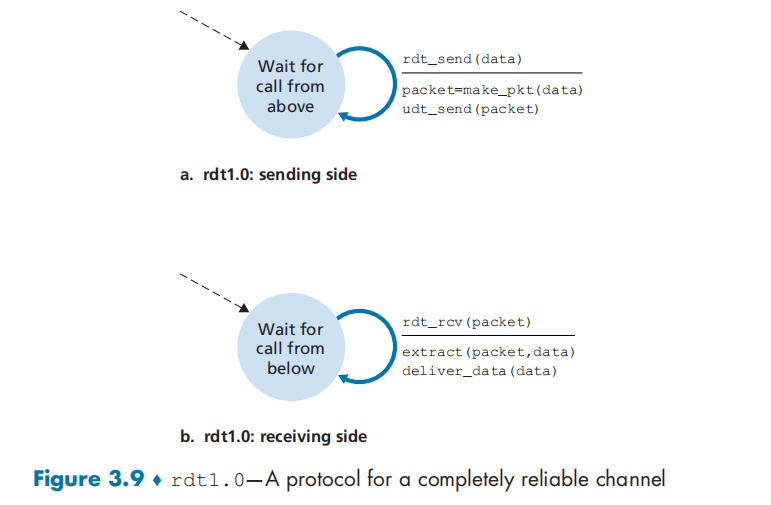 Wait for
call from
above
rdt_send(data)
packet=make_pkt(data)
udt_send(packet)
a. rdt1.0: sending side
Wait for
call from
below
rdt_rcv(packet)
extract(packet,data)
deliver_data(data)
b. rdt1.0: receiving side
Figure 3.9 ♦ rdt1.0—A protocol for a completely reliable channel